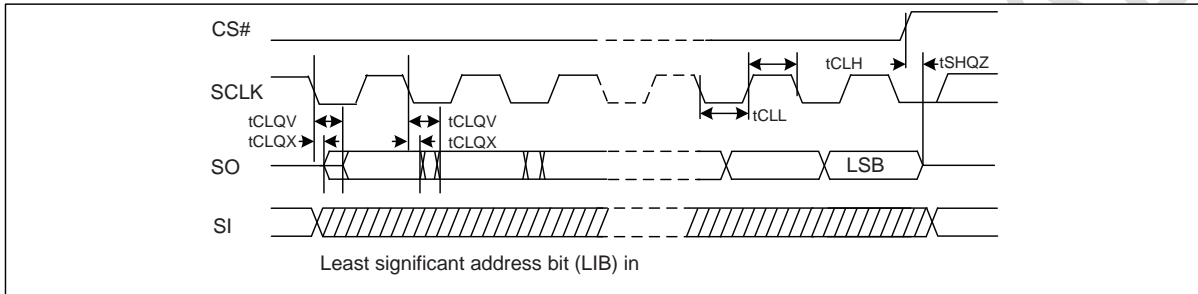 CS#
tCLH
tSHQZ
SCLK
tCLL
tCLQV
tCLQV
tCLQX
tCLQX
SO
LSB
SI
Least significant address bit (LIB) in